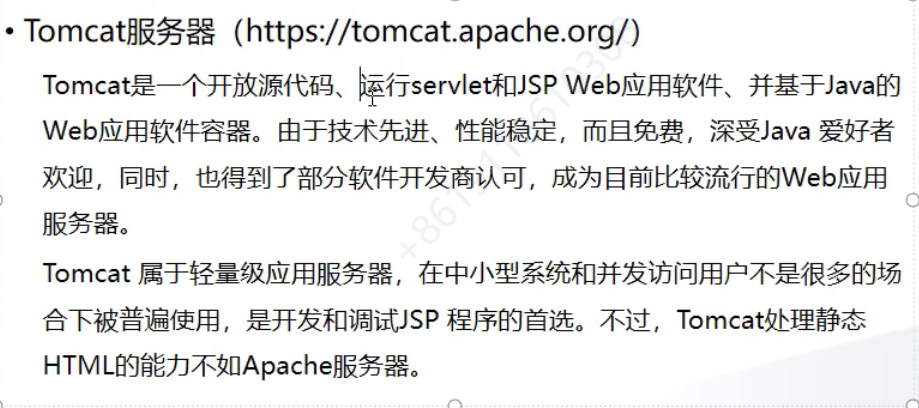 • Tomcat服务器（https://tomcat.apache.org/）
Tomcat是一个开放源代码、运行servlet和JSP Web应用软件、并基于Java的
Web应用软件容器。由于技术先进、性能稳定，而且免费，深受Java 爱好者
欢迎，同时，也得到了部分软件开发商认可，成为目前比较流行的Web应用
服务器。
Tomcat 属于轻量级应用服务器，在中小型系统和并发访问用户不是很多的场
合下被普遍使用，是开发和调试JSP 程序的首选。不过，Tomcat处理静态
HTML的能力不如Apache服务器。